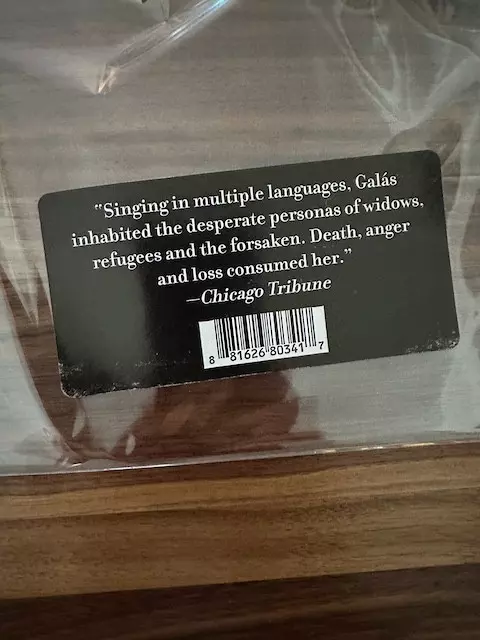 “Singing in multiple languages, Galás
inhabited the desperate personas of widows,
refugees and the forsaken. Death, anger
and loss consumed her.”
—Chicago Tribune
8 81626 80341 7